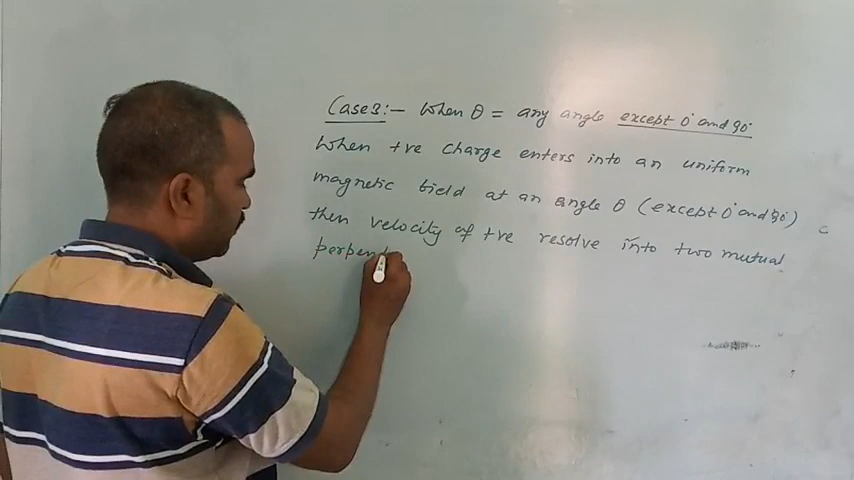 Case3:- When θ = any angle except 0° and 90°
When +ve charge enters into an uniform
magnetic field at an angle θ (except 0° and 90°)
then velocity of +ve resolve into two mutual
perpend